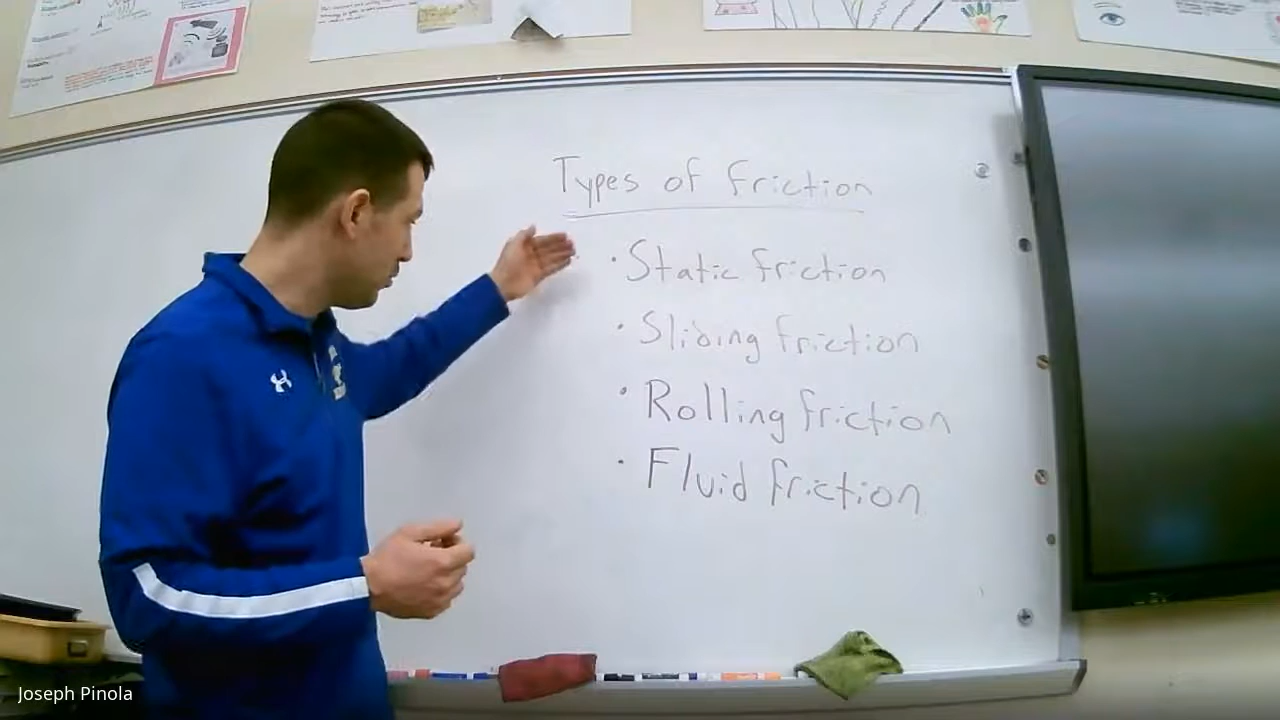 Types of friction
· Static friction
· Sliding friction
· Rolling friction
· Fluid friction
Joseph Pinola